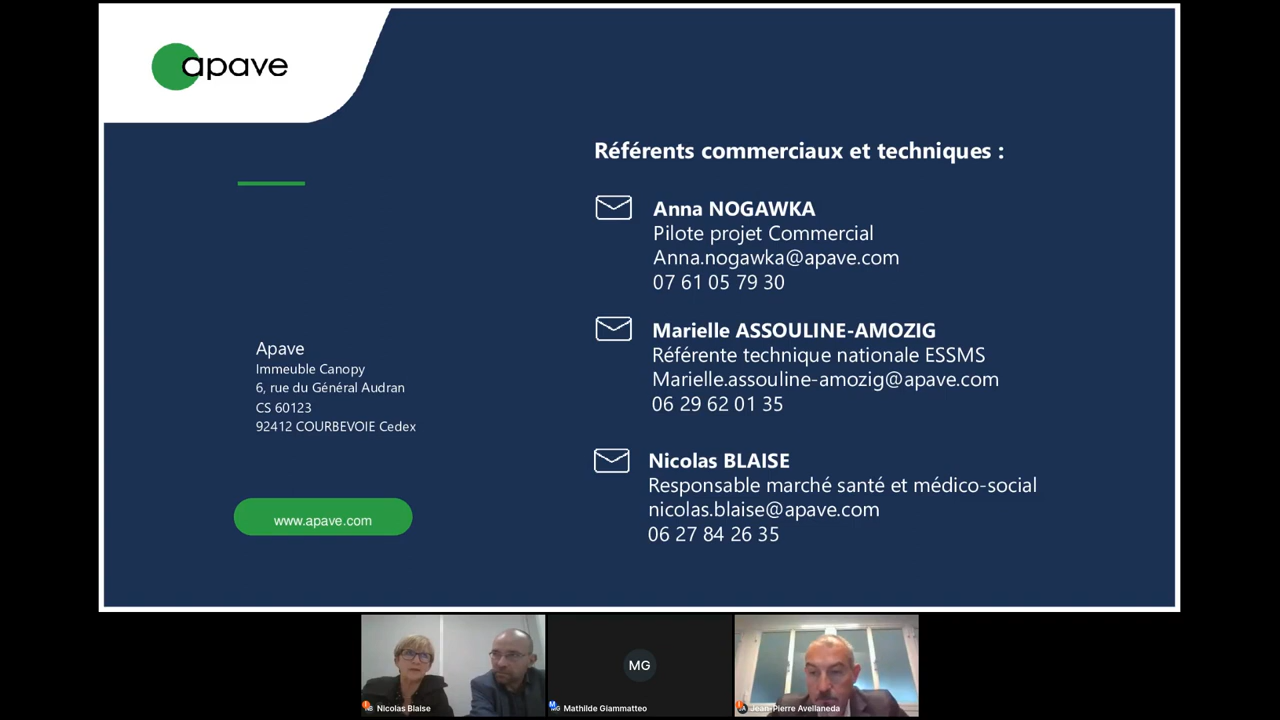 apave
Référents commerciaux et techniques :
Anna NOGAWKA
Pilote projet Commercial
Anna.nogawka@apave.com
07 61 05 79 30
Marielle ASSOULINE-AMOZIG
Référente technique nationale ESSMS
Marielle.assouline-amozig@apave.com
06 29 62 01 35
Nicolas BLAISE
Responsable marché santé et médico-social
nicolas.blaise@apave.com
06 27 84 26 35
Apave
Immeuble Canopy
6, rue du Général Audran
CS 60123
92412 COURBEVOIE Cedex
www.apave.com
Nicolas Blaise
MG
Mathilde Giammatteo
Jean-Pierre Avellaneda